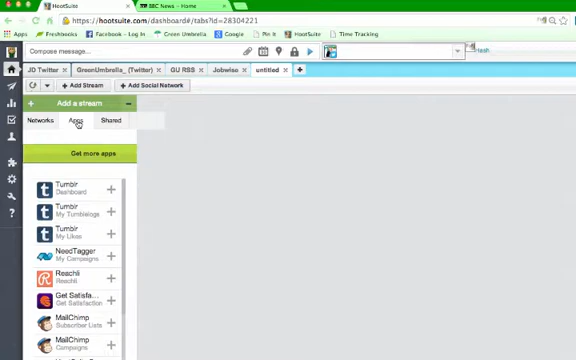 HootSuite
BBC News - Home
https://hootsuite.com/dashboard#/tabs?id=28304221
Apps
Freshbooks
Facebook - Log In
Green Umbrella
Google
Pin It
HootSuite
Time Tracking
Compose message...
JD Twitter
GreenUmbrella_ (Twitter)
GU RSS
Jobwise
untitled
Add Stream
Add Social Network
Add a stream
Networks
Apps
Shared
Get more apps
Tumblr
Dashboard
Tumblr
My Tumblelogs
Tumblr
My Likes
NeedTagger
My Campaigns
Reachli
Reachli
Get Satisfa...
Get Satisfaction
MailChimp
Subscriber Lists
MailChimp
Campaigns